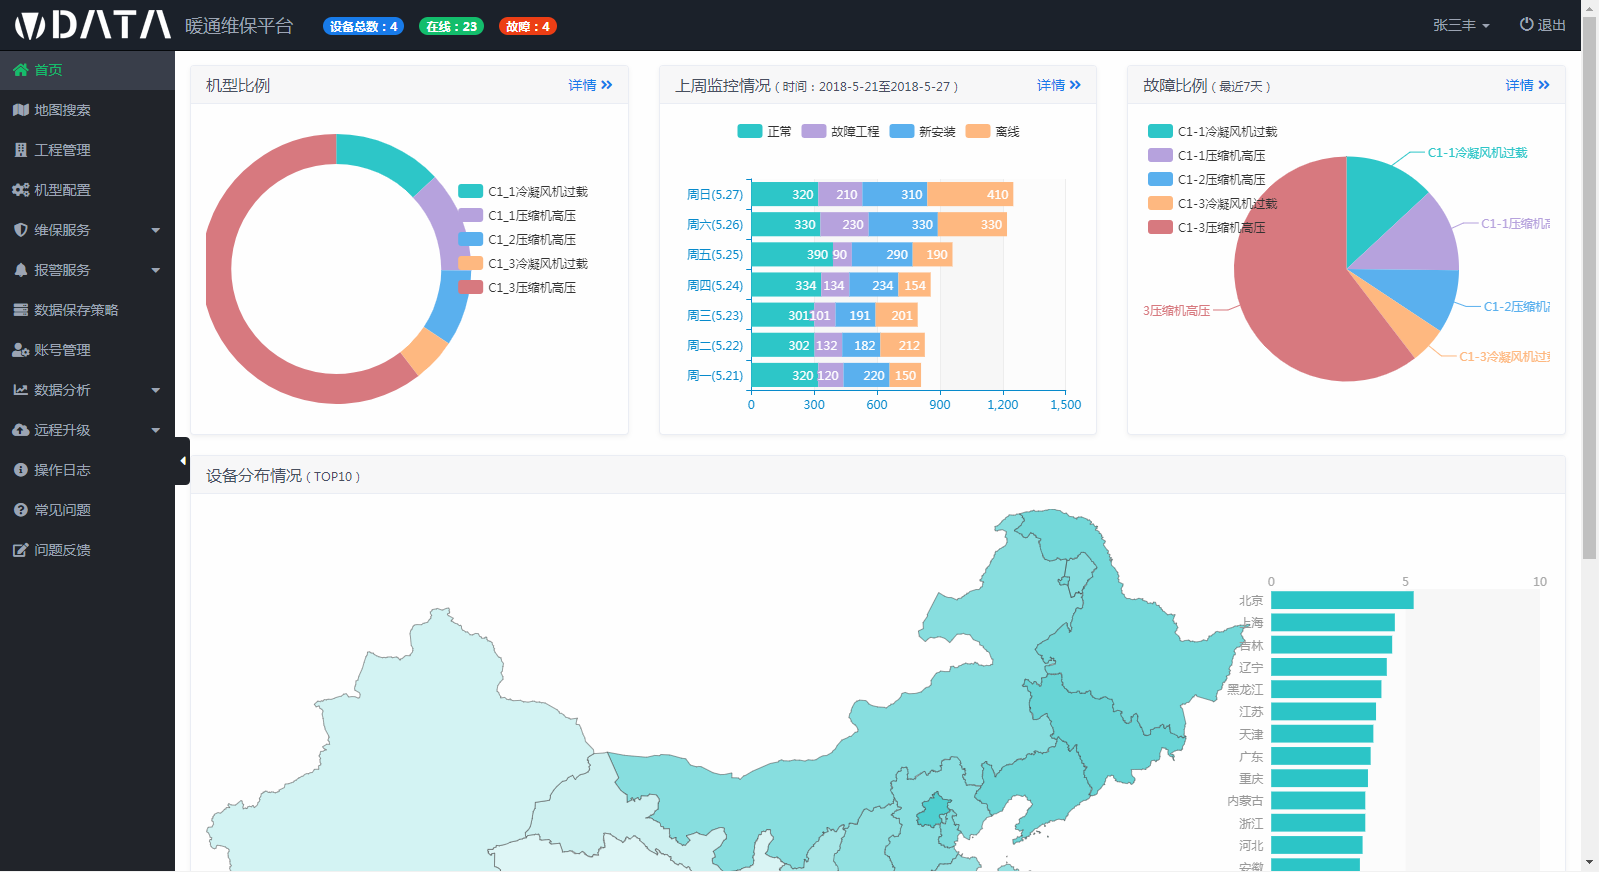 DATA 暖通维保平台 设备总数：4 在线：23 故障：4 张三丰 退出
首页
地图搜索
工程管理
机型配置
维保服务
报警服务
数据保存策略
账号管理
数据分析
远程升级
操作日志
常见问题
问题反馈
机型比例 详情
C1_1冷凝风机过载
C1_1压缩机高压
C1_2压缩机高压
C1_3冷凝风机过载
C1_3压缩机高压
上周监控情况（时间：2018-5-21至2018-5-27） 详情
正常 故障工程 新安装 离线
周日(5.27) 320 210 310 410
周六(5.26) 330 230 330 330
周五(5.25) 390 90 290 190
周四(5.24) 334 134 234 154
周三(5.23) 301 101 191 201
周二(5.22) 302 132 182 212
周一(5.21) 320 120 220 150
0 300 600 900 1,200 1,500
故障比例（最近7天） 详情
C1-1冷凝风机过载
C1-1压缩机高压
C1-2压缩机高压
C1-3冷凝风机过载
C1-3压缩机高压
C1-1冷凝风机过载
C1-1压缩机高
C1-2压缩机高
C1-3冷凝风机过载
3压缩机高压
设备分布情况（TOP10）
0 5 10
北京
上海
吉林
辽宁
黑龙江
江苏
天津
广东
重庆
内蒙古
浙江
河北
安徽